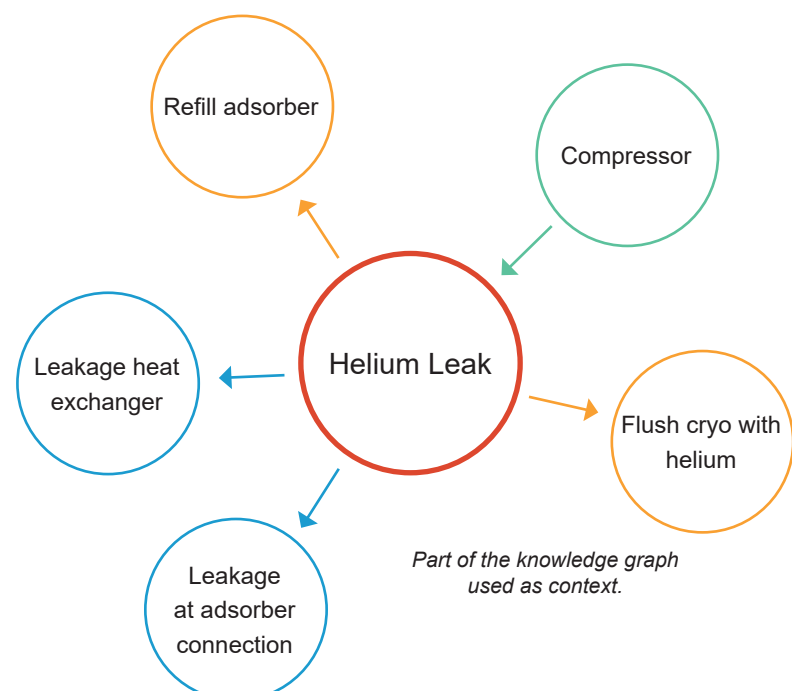 Refill adsorber
Compressor
Helium Leak
Leakage heat
exchanger
Flush cryo with
helium
Leakage
at adsorber
connection
Part of the knowledge graph
used as context.